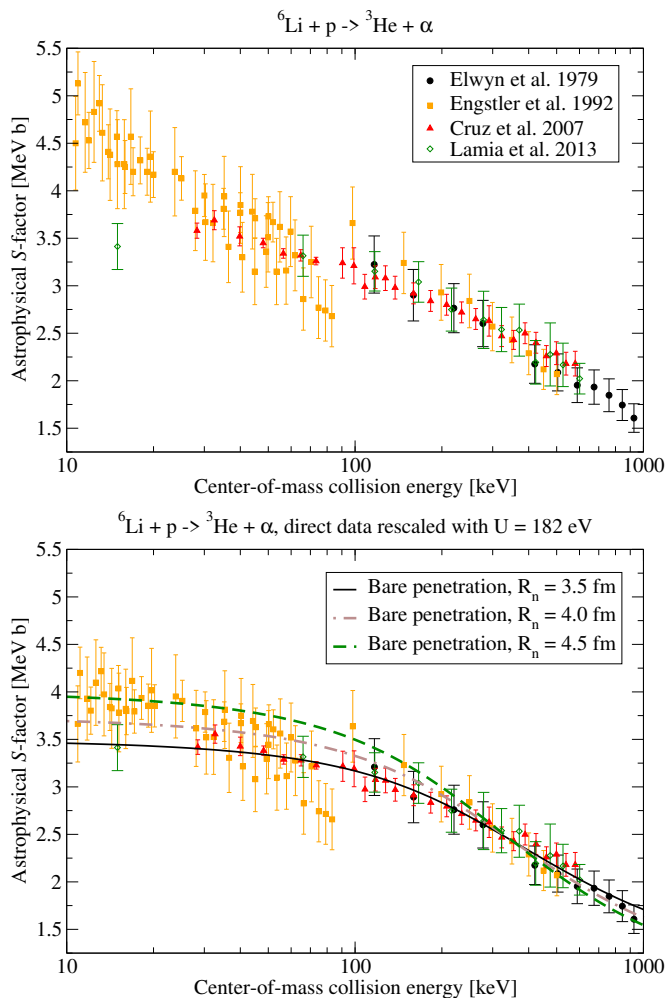 ⁶Li + p -> ³He + α
Astrophysical S-factor [MeV b]
5.5
5
4.5
4
3.5
3
2.5
2
1.5
Elwyn et al. 1979
Engstler et al. 1992
Cruz et al. 2007
Lamia et al. 2013
10 100 1000
Center-of-mass collision energy [keV]
⁶Li + p -> ³He + α, direct data rescaled with U = 182 eV
Astrophysical S-factor [MeV b]
5.5
5
4.5
4
3.5
3
2.5
2
1.5
Bare penetration, R_n = 3.5 fm
Bare penetration, R_n = 4.0 fm
Bare penetration, R_n = 4.5 fm
10 100 1000
Center-of-mass collision energy [keV]